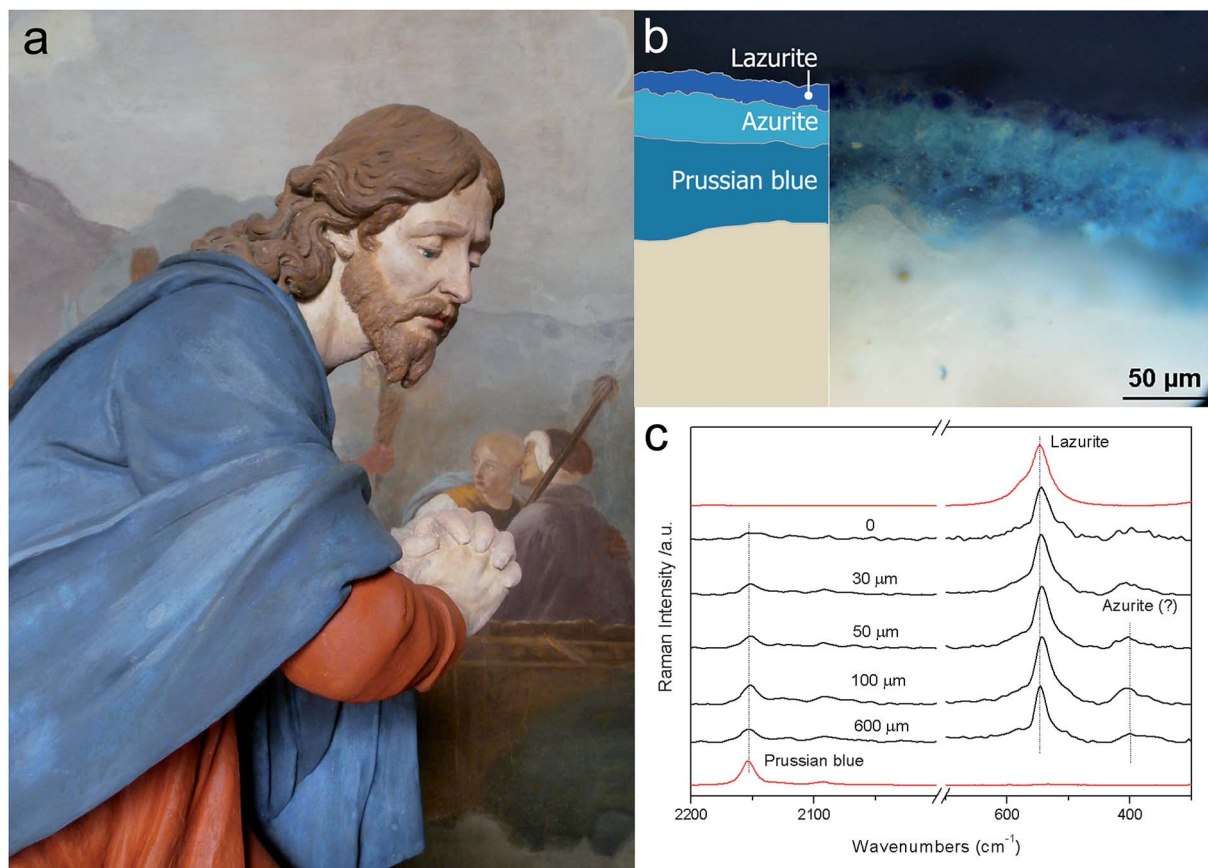 a
b
Lazurite
Azurite
Prussian blue
50 µm
c
Lazurite
0
30 µm
Azurite (?)
50 µm
100 µm
600 µm
Prussian blue
2200
2100
600
400
Raman Intensity /a.u.
Wavenumbers (cm⁻¹)